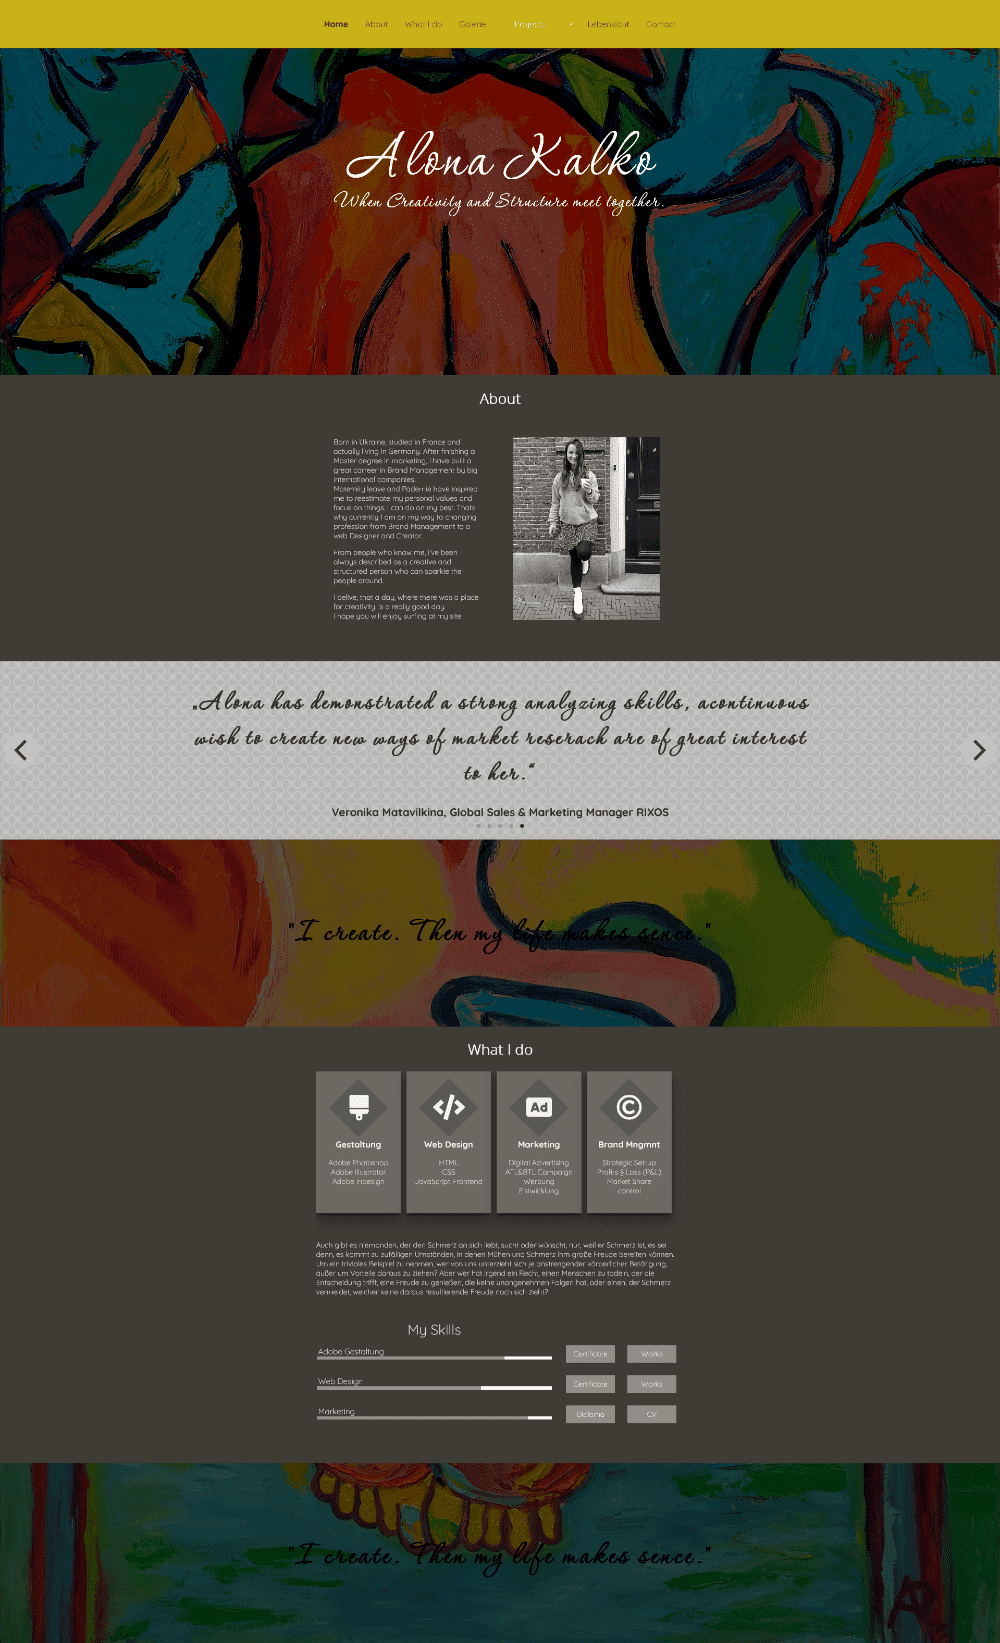 Home About What I do Galerie Projects Lebenslauf Contact
Alona Kalko
When Creativity and Structure meet together.
About
Born in Ukraine, studied in France and
actually living in Germany. After finishing a
Master degree in marketing, I have built a
great carreer in Brand Management by big
international companies.
Maternity leave and Pademie have inspired
me to reestimate my personal values and
focus on things, I can do on my best. Thats
why currently I am on my way to changing
profession from Brand Management to a
web Designer and Creator.
From people who know me, I've been
always described as a creative and
structured person who can sparkle the
people around.
I belive, that a day, where there was a place
for creativity, is a really good day.
I hope you will enjoy surfing at my site
„Alona has demonstrated a strong analyzing skills, acontinuous
wish to create new ways of market reserach are of great interest
to her.“
Veronika Matavilkina, Global Sales & Marketing Manager RIXOS
"I create. Then my life makes sence."
What I do
Gestaltung Web Design Marketing Brand Mngmnt
Adobe Photoshop HTML Digital Advertising Strategic Set-up
Adobe Illustrator CSS ATL&BTL Campaign Profits & Loss (P&L)
Adobe Indesign JavaScript Frontend Werbung Market Share
Entwicklung control
Auch gibt es niemanden, der den Schmerz an sich liebt, sucht oder wünscht, nur, weil er Schmerz ist, es sei
denn, es kommt zu zufälligen Umständen, in denen Mühen und Schmerz ihm große Freude bereiten können.
Um ein triviales Beispiel zu nehmen, wer von uns unterzieht sich je anstrengender körperlicher Betätigung,
außer um Vorteile daraus zu ziehen? Aber wer hat irgend ein Recht, einen Menschen zu tadeln, der die
Entscheidung trifft, eine Freude zu genießen, die keine unangenehmen Folgen hat, oder einen, der Schmerz
vermeidet, welcher keine daraus resultierende Freude nach sich zieht?
My Skills
Adobe Gestaltung Certificate Works
Web Design Certificate Works
Marketing Diploma CV
"I create. Then my life makes sence."